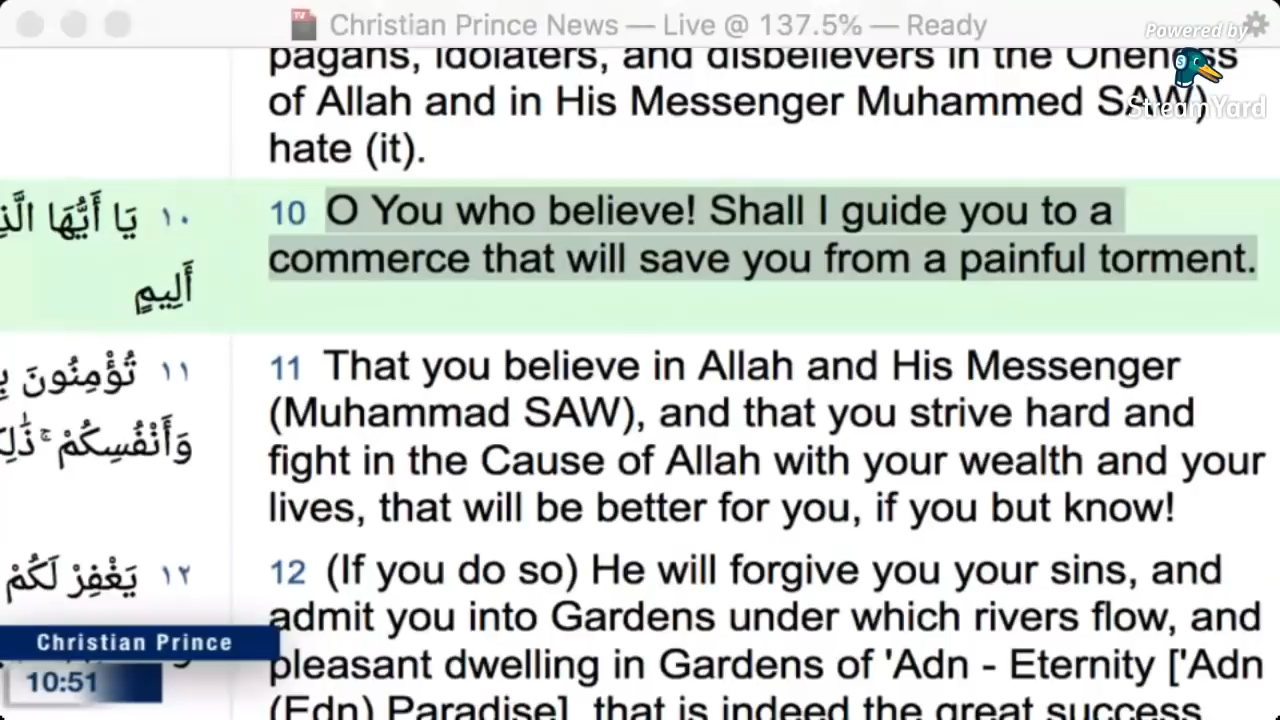 Christian Prince News — Live @ 137.5% — Ready
Powered by
StreamYard
pagans, idolaters, and disbelievers in the Oneness
of Allah and in His Messenger Muhammed SAW)
hate (it).
١٠ يَا أَيُّهَا
10 O You who believe! Shall I guide you to a
commerce that will save you from a painful torment.
أَلِيمٍ
١١ تُؤْمِنُونَ
11 That you believe in Allah and His Messenger
(Muhammad SAW), and that you strive hard and
وَأَنْفُسِكُمْ ۚ
fight in the Cause of Allah with your wealth and your
lives, that will be better for you, if you but know!
١٢ يَغْفِرْ لَكُمْ
12 (If you do so) He will forgive you your sins, and
admit you into Gardens under which rivers flow, and
Christian Prince
pleasant dwelling in Gardens of 'Adn - Eternity ['Adn
10:51
(Edn) Paradise], that is indeed the great success.